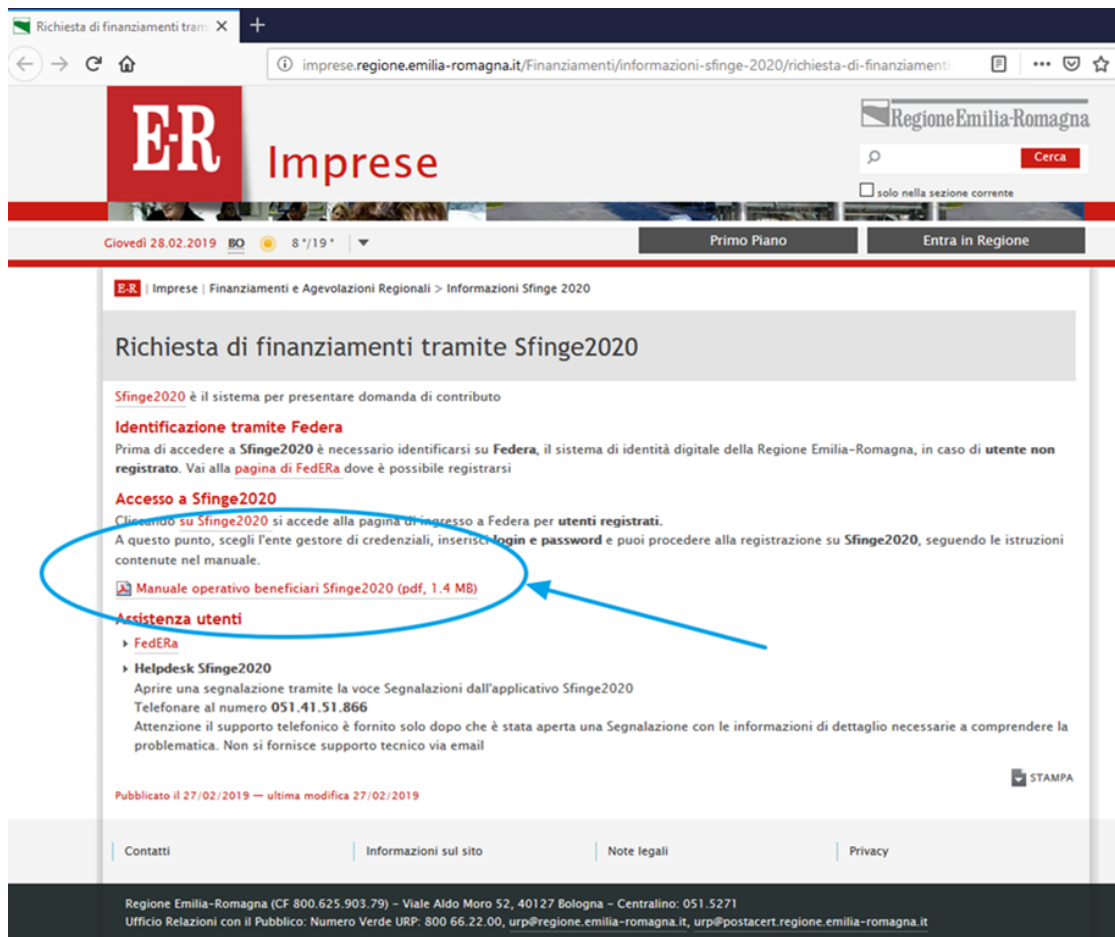 Richiesta di finanziamenti tram
imprese.regione.emilia-romagna.it/Finanziamenti/informazioni-sfinge-2020/richiesta-di-finanziamenti
E-R
Imprese
RegioneEmilia-Romagna
Cerca
solo nella sezione corrente
Giovedì 28.02.2019 BO 8°/19°
Primo Piano
Entra in Regione
E-R | Imprese | Finanziamenti e Agevolazioni Regionali > Informazioni Sfinge 2020
Richiesta di finanziamenti tramite Sfinge2020
Sfinge2020 è il sistema per presentare domanda di contributo
Identificazione tramite Federa
Prima di accedere a Sfinge2020 è necessario identificarsi su Federa, il sistema di identità digitale della Regione Emilia-Romagna, in caso di utente non
registrato. Vai alla pagina di FedERa dove è possibile registrarsi
Accesso a Sfinge2020
Cliccando su Sfinge2020 si accede alla pagina di ingresso a Federa per utenti registrati.
A questo punto, scegli l'ente gestore di credenziali, inserisci login e password e puoi procedere alla registrazione su Sfinge2020, seguendo le istruzioni
contenute nel manuale.
Manuale operativo beneficiari Sfinge2020 (pdf, 1.4 MB)
Assistenza utenti
FedERa
Helpdesk Sfinge2020
Aprire una segnalazione tramite la voce Segnalazioni dall'applicativo Sfinge2020
Telefonare al numero 051.41.51.866
Attenzione il supporto telefonico è fornito solo dopo che è stata aperta una Segnalazione con le informazioni di dettaglio necessarie a comprendere la
problematica. Non si fornisce supporto tecnico via email
STAMPA
Pubblicato il 27/02/2019 — ultima modifica 27/02/2019
Contatti
Informazioni sul sito
Note legali
Privacy
Regione Emilia-Romagna (CF 800.625.903.79) - Viale Aldo Moro 52, 40127 Bologna - Centralino: 051.5271
Ufficio Relazioni con il Pubblico: Numero Verde URP: 800 66.22.00, urp@regione.emilia-romagna.it, urp@postacert.regione.emilia-romagna.it